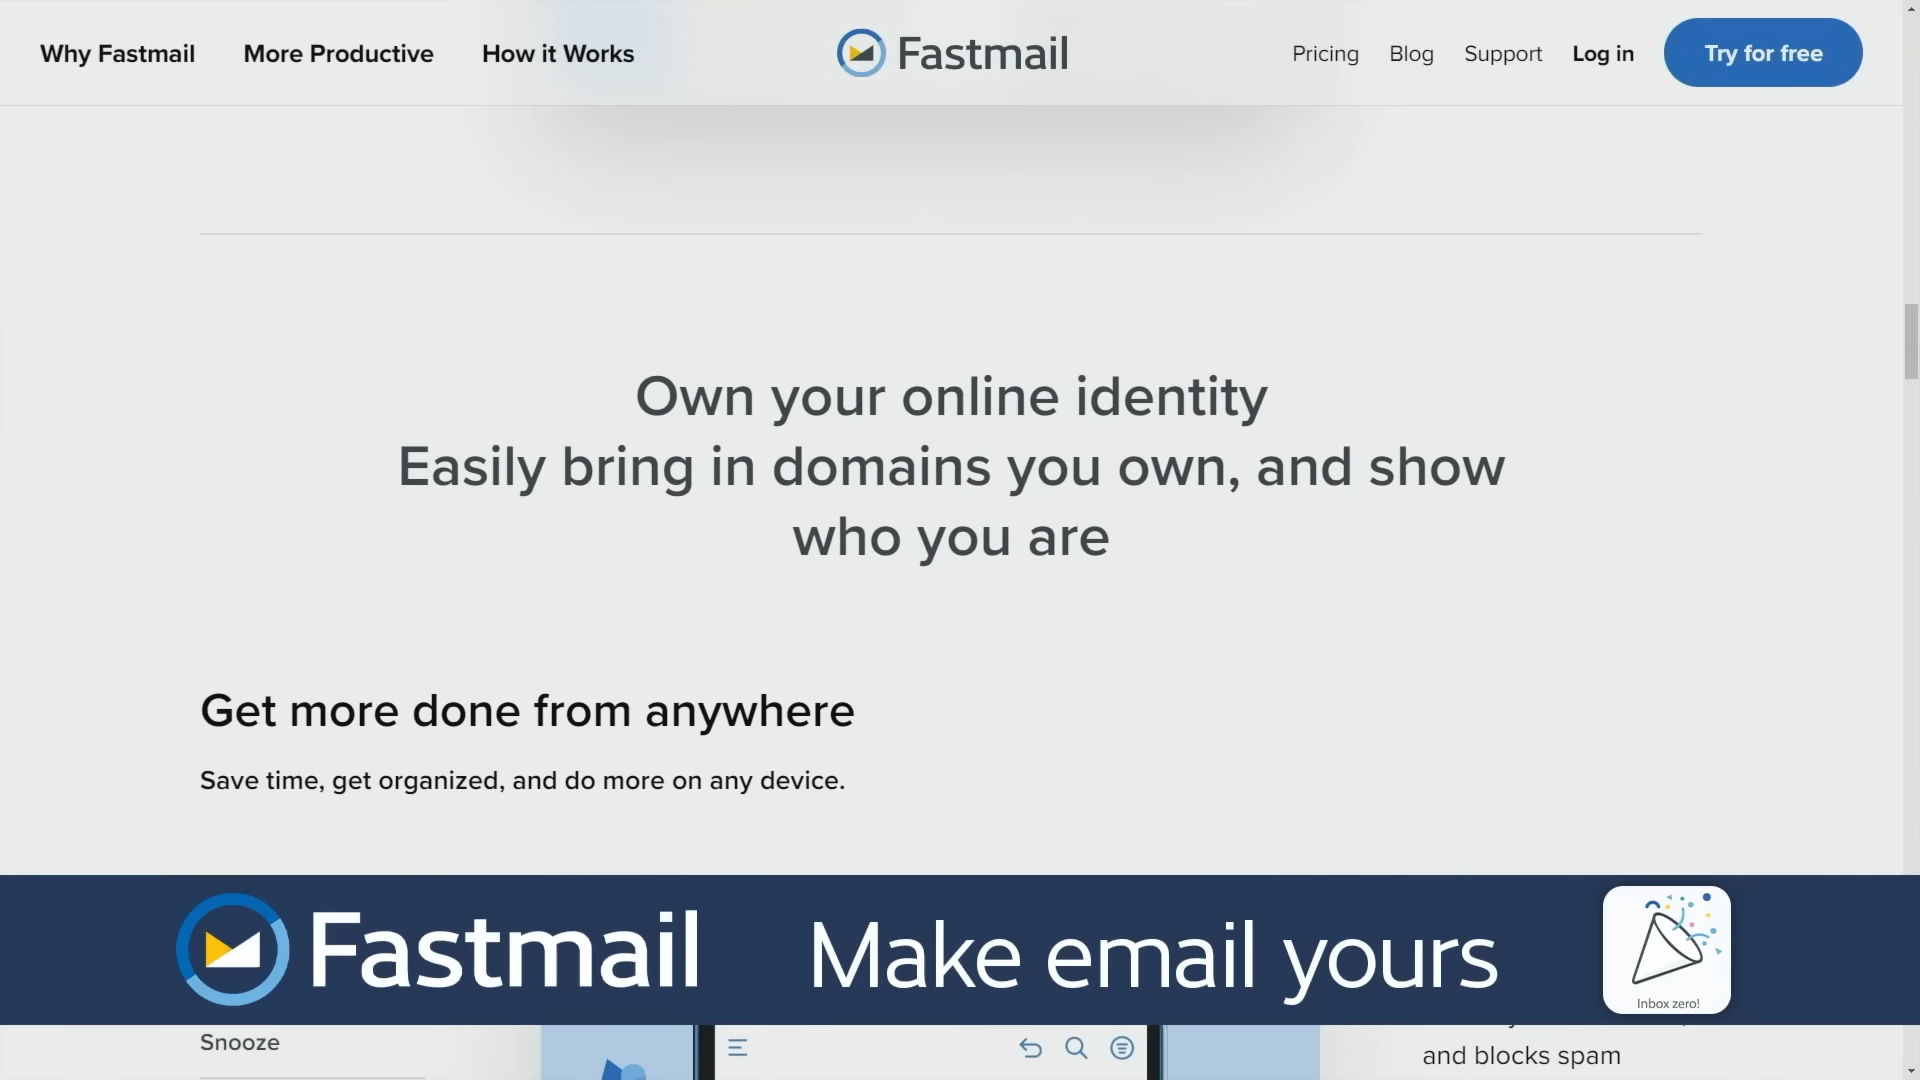 Why Fastmail More Productive How it Works Fastmail Pricing Blog Support Log in Try for free
Own your online identity
Easily bring in domains you own, and show
who you are
Get more done from anywhere
Save time, get organized, and do more on any device.
Fastmail Make email yours
Inbox zero!
Snooze
and blocks spam